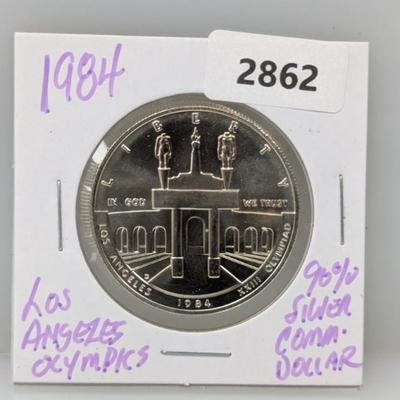 1984
2862
LIBERTY
IN GOD WE TRUST
LOS ANGELES XXIII OLYMPIAD
D
1984
Los
ANGELES
OLYMPICS
90%
SILVER
COMM.
DOLLAR